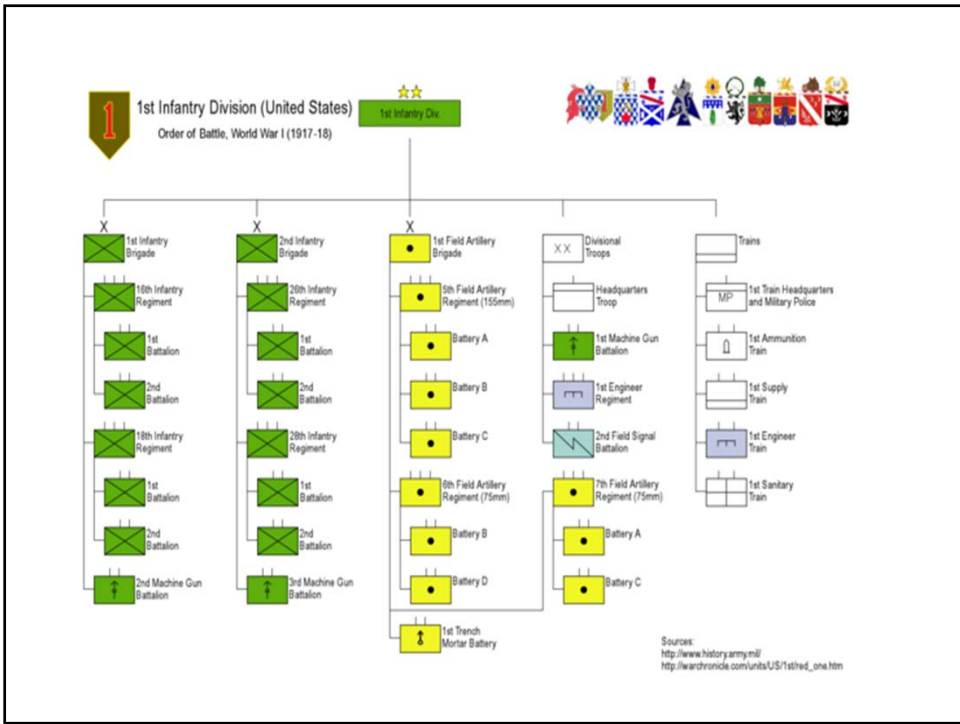 1
1st Infantry Division (United States)
Order of Battle, World War I (1917-18)
1st Infantry Div.
X
1st Infantry
Brigade
16th Infantry
Regiment
1st
Battalion
2nd
Battalion
18th Infantry
Regiment
1st
Battalion
2nd
Battalion
2nd Machine Gun
Battalion
X
2nd Infantry
Brigade
26th Infantry
Regiment
1st
Battalion
2nd
Battalion
28th Infantry
Regiment
1st
Battalion
2nd
Battalion
3rd Machine Gun
Battalion
X
1st Field Artillery
Brigade
5th Field Artillery
Regiment (155mm)
Battery A
Battery B
Battery C
6th Field Artillery
Regiment (75mm)
Battery B
Battery D
1st Trench
Mortar Battery
XX
Divisional
Troops
Headquarters
Troop
1st Machine Gun
Battalion
1st Engineer
Regiment
2nd Field Signal
Battalion
7th Field Artillery
Regiment (75mm)
Battery A
Battery C
Trains
MP
1st Train Headquarters
and Military Police
1st Ammunition
Train
1st Supply
Train
1st Engineer
Train
1st Sanitary
Train
Sources:
http://www.history.army.mil/
http://warchronicle.com/units/US/1st/red_one.htm